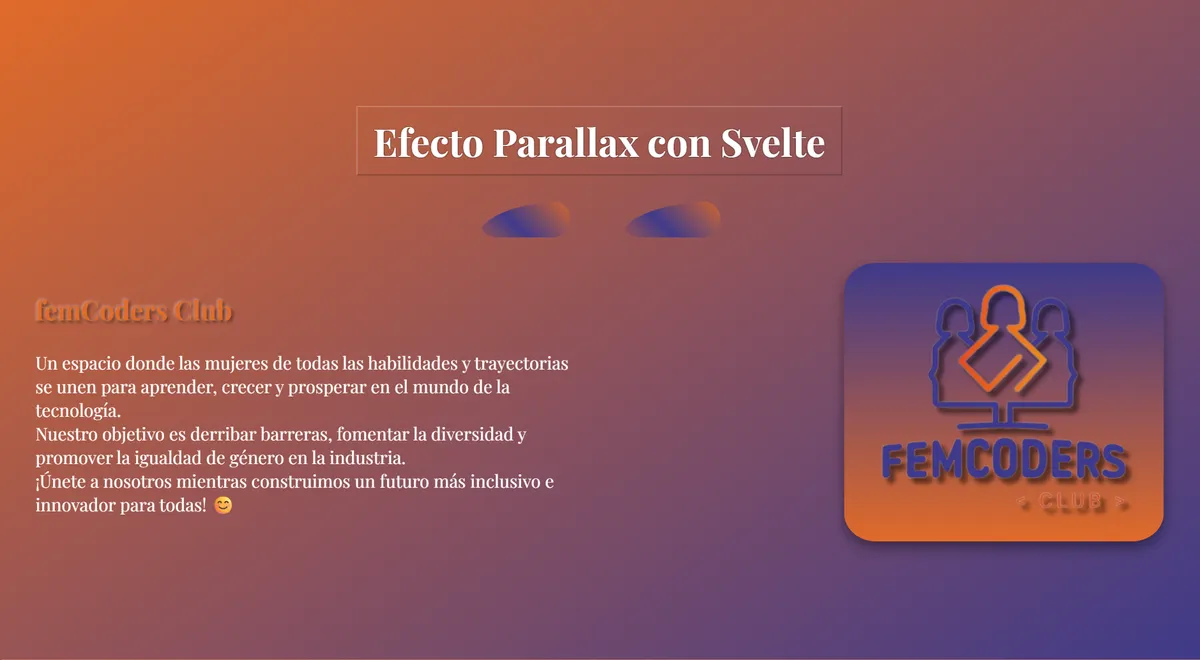 Efecto Parallax con Svelte
femCoders Club
Un espacio donde las mujeres de todas las habilidades y trayectorias
se unen para aprender, crecer y prosperar en el mundo de la
tecnología.
Nuestro objetivo es derribar barreras, fomentar la diversidad y
promover la igualdad de género en la industria.
¡Únete a nosotros mientras construimos un futuro más inclusivo e
innovador para todas! 😊
FEMCODERS
< CLUB >